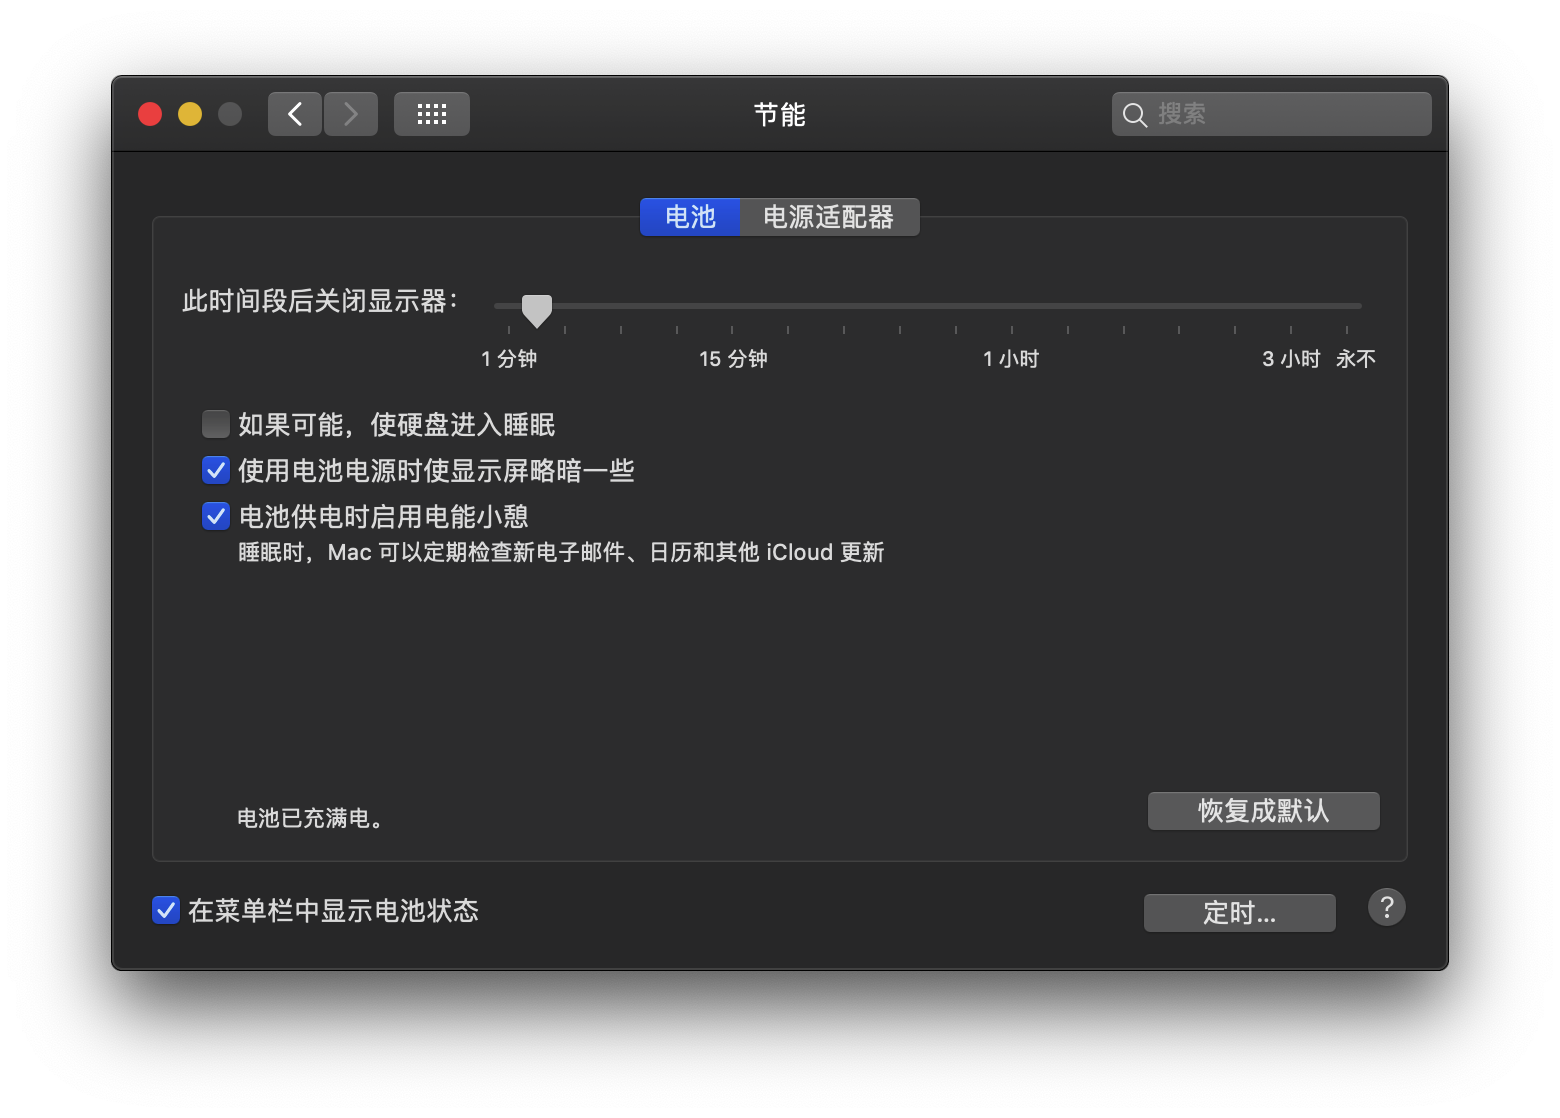 节能
搜索
电池 电源适配器
此时间段后关闭显示器：
1 分钟 15 分钟 1 小时 3 小时 永不
如果可能，使硬盘进入睡眠
使用电池电源时使显示屏略暗一些
电池供电时启用电能小憩
睡眠时，Mac 可以定期检查新电子邮件、日历和其他 iCloud 更新
电池已充满电。
恢复成默认
在菜单栏中显示电池状态
定时...
?